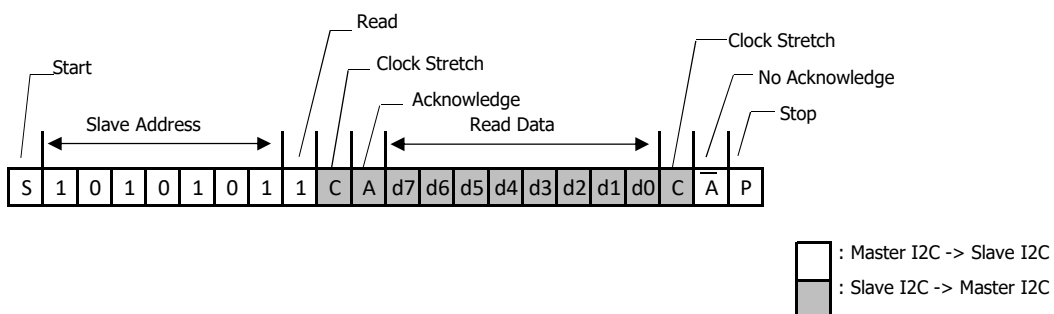 Read
Clock Stretch
Start
Clock Stretch
No Acknowledge
Acknowledge
Stop
Slave Address
Read Data
S 1 0 1 0 1 0 1 1 C A d7 d6 d5 d4 d3 d2 d1 d0 C A̅ P
: Master I2C -> Slave I2C
: Slave I2C -> Master I2C